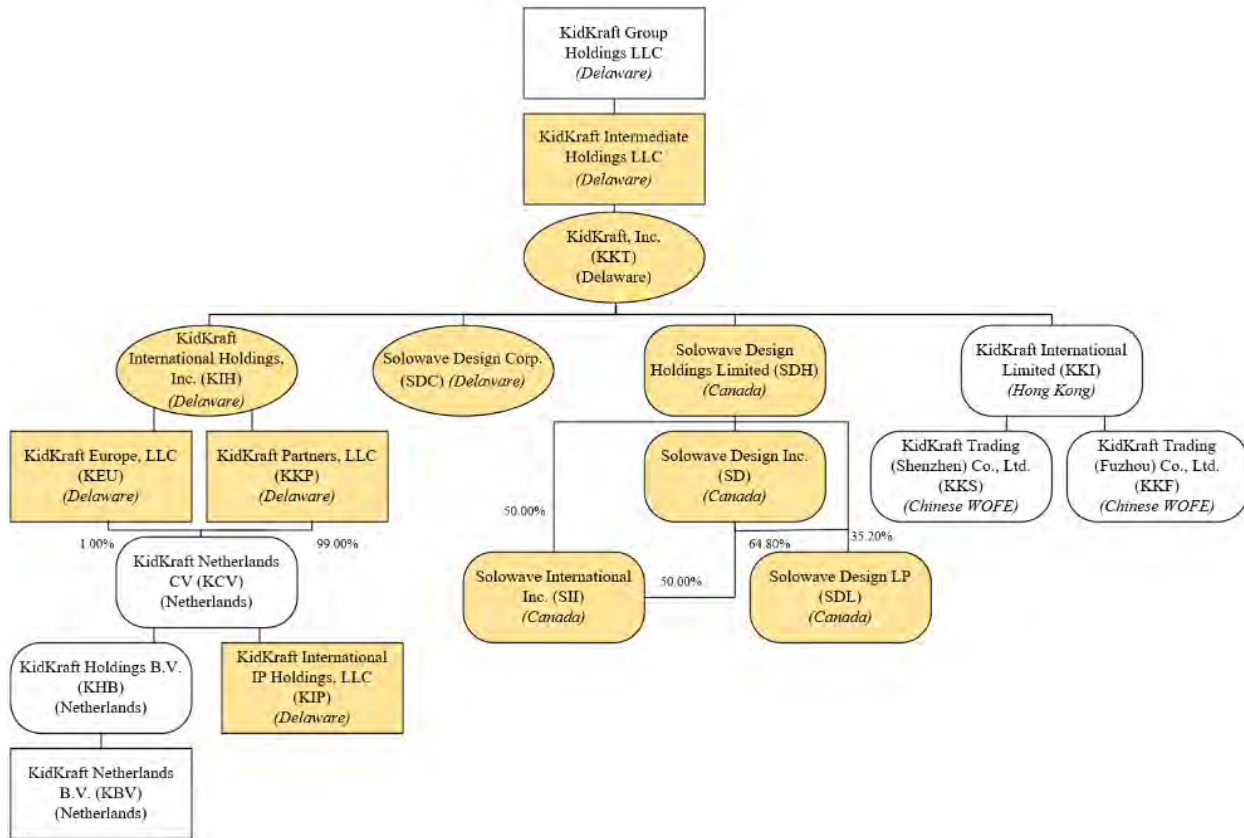 KidKraft Group
Holdings LLC
(Delaware)
KidKraft Intermediate
Holdings LLC
(Delaware)
KidKraft, Inc.
(KKT)
(Delaware)
KidKraft
International Holdings,
Inc. (KIH)
(Delaware)
Solowave Design Corp.
(SDC) (Delaware)
Solowave Design
Holdings Limited (SDH)
(Canada)
KidKraft International
Limited (KKI)
(Hong Kong)
KidKraft Europe, LLC
(KEU)
(Delaware)
KidKraft Partners, LLC
(KKP)
(Delaware)
Solowave Design Inc.
(SD)
(Canada)
KidKraft Trading
(Shenzhen) Co., Ltd.
(KKS)
(Chinese WOFE)
KidKraft Trading
(Fuzhou) Co., Ltd.
(KKF)
(Chinese WOFE)
1.00%
99.00%
50.00%
64.80%
35.20%
50.00%
KidKraft Netherlands
CV (KCV)
(Netherlands)
Solowave International
Inc. (SII)
(Canada)
Solowave Design LP
(SDL)
(Canada)
KidKraft Holdings B.V.
(KHB)
(Netherlands)
KidKraft International
IP Holdings, LLC
(KIP)
(Delaware)
KidKraft Netherlands
B.V. (KBV)
(Netherlands)